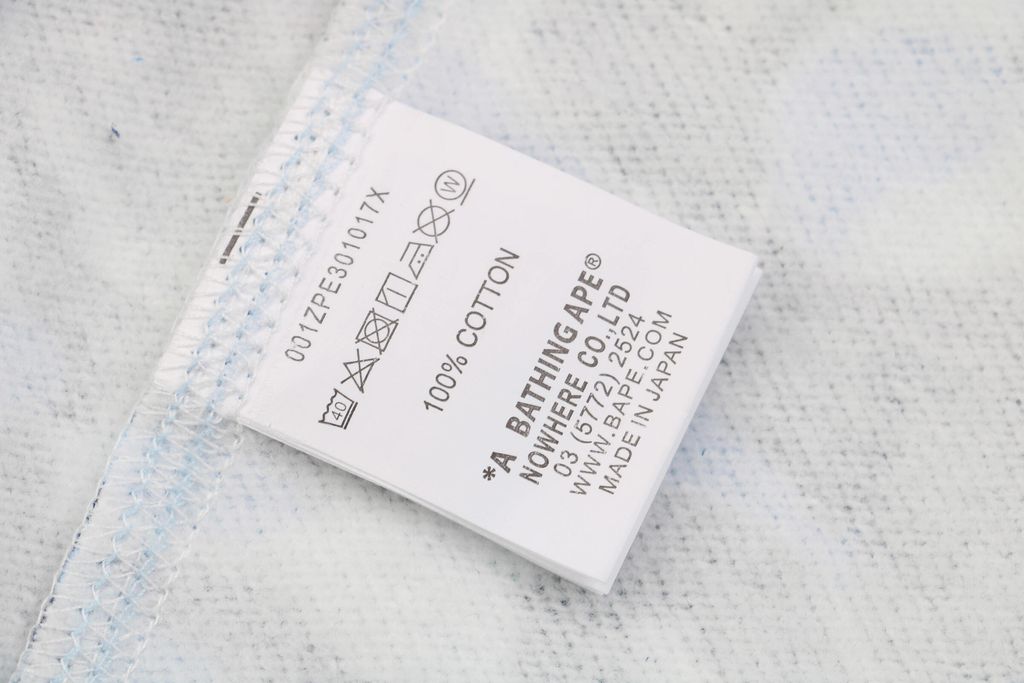 001ZPE301017X
40 W
100% COTTON
*A BATHING APE®
NOWHERE CO.,LTD
03 (5772) 2524
WWW.BAPE.COM
MADE IN JAPAN